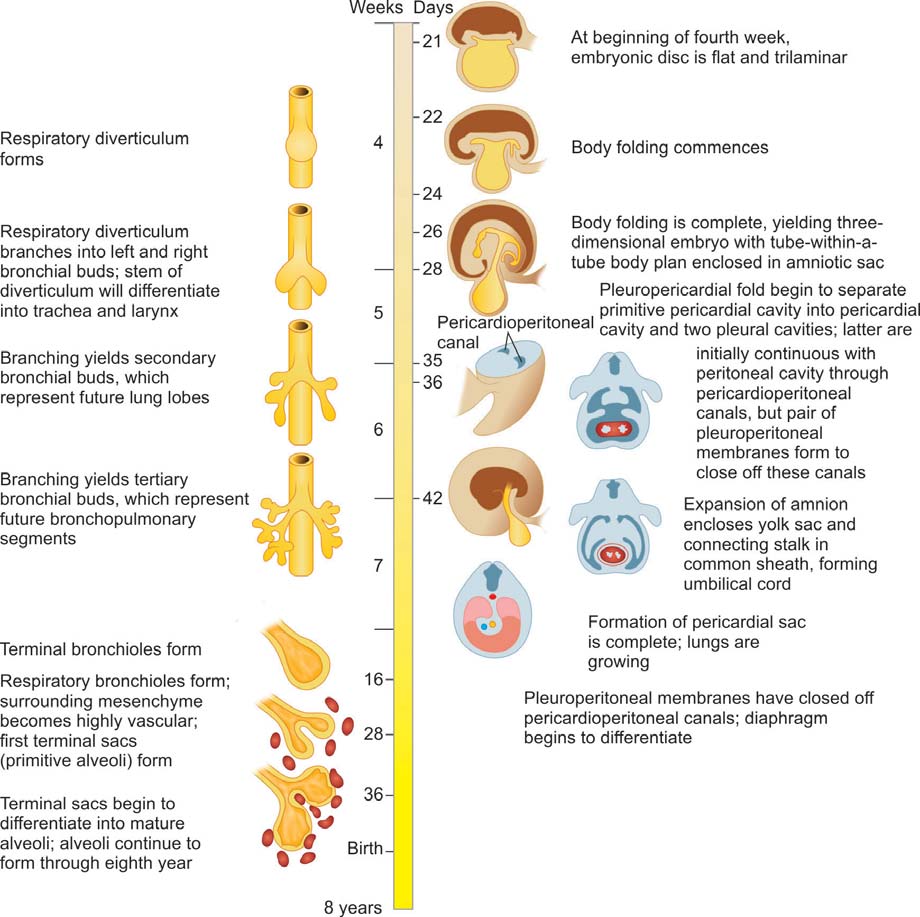 Weeks Days
21
22
4
24
26
28
5
35
36
6
42
7
16
28
36
Birth
8 years
Respiratory diverticulum
forms
Respiratory diverticulum
branches into left and right
bronchial buds; stem of
diverticulum will differentiate
into trachea and larynx
Branching yields secondary
bronchial buds, which
represent future lung lobes
Branching yields tertiary
bronchial buds, which represent
future bronchopulmonary
segments
Terminal bronchioles form
Respiratory bronchioles form;
surrounding mesenchyme
becomes highly vascular;
first terminal sacs
(primitive alveoli) form
Terminal sacs begin to
differentiate into mature
alveoli; alveoli continue to
form through eighth year
At beginning of fourth week,
embryonic disc is flat and trilaminar
Body folding commences
Body folding is complete, yielding three-
dimensional embryo with tube-within-a-
tube body plan enclosed in amniotic sac
Pleuropericardial fold begin to separate
primitive pericardial cavity into pericardial
cavity and two pleural cavities; latter are
initially continuous with
peritoneal cavity through
pericardioperitoneal
canals, but pair of
pleuroperitoneal
membranes form to
close off these canals
Pericardioperitoneal
canal
Expansion of amnion
encloses yolk sac and
connecting stalk in
common sheath, forming
umbilical cord
Formation of pericardial sac
is complete; lungs are
growing
Pleuroperitoneal membranes have closed off
pericardioperitoneal canals; diaphragm
begins to differentiate